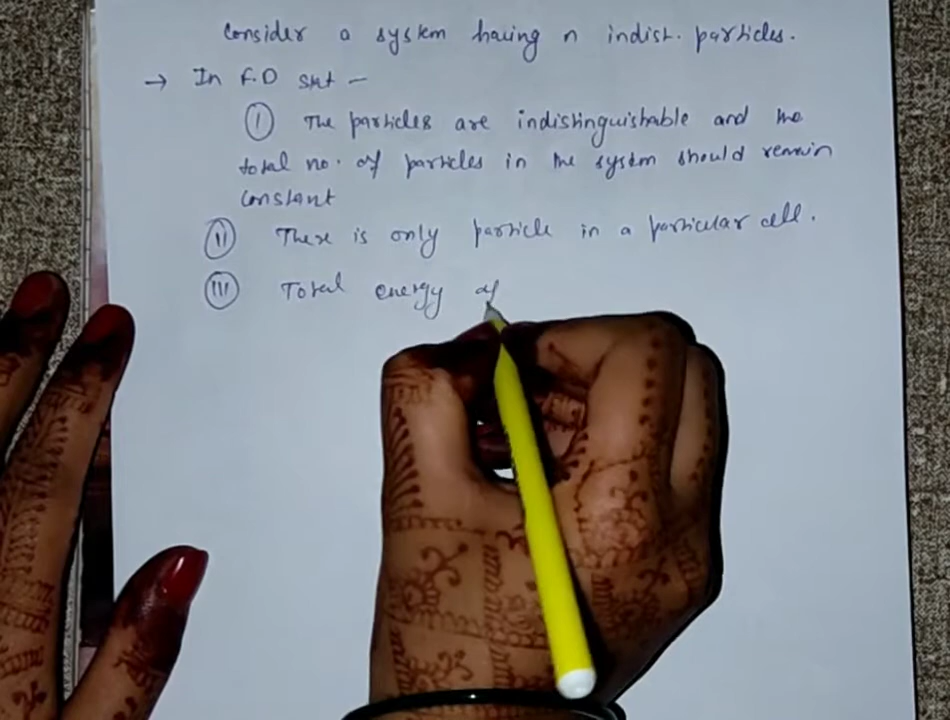 Consider a system having n indist. particles.
→ In F.D stat –
(I) The particles are indistinguishable and the
total no. of particles in the system should remain
constant
(II) There is only particle in a particular cell.
(III) Total energy of